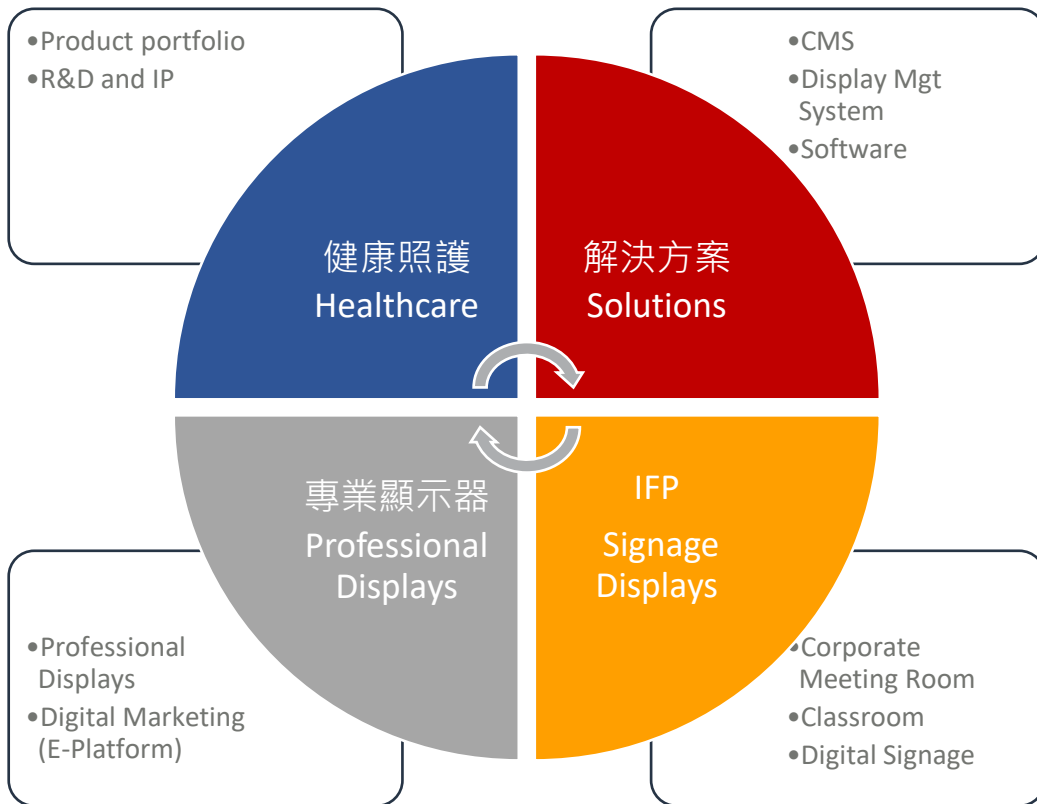 •Product portfolio
•R&D and IP
•CMS
•Display Mgt
System
•Software
健康照護
Healthcare
解決方案
Solutions
專業顯示器
Professional
Displays
IFP
Signage
Displays
•Professional
Displays
•Digital Marketing
(E-Platform)
•Corporate
Meeting Room
•Classroom
•Digital Signage